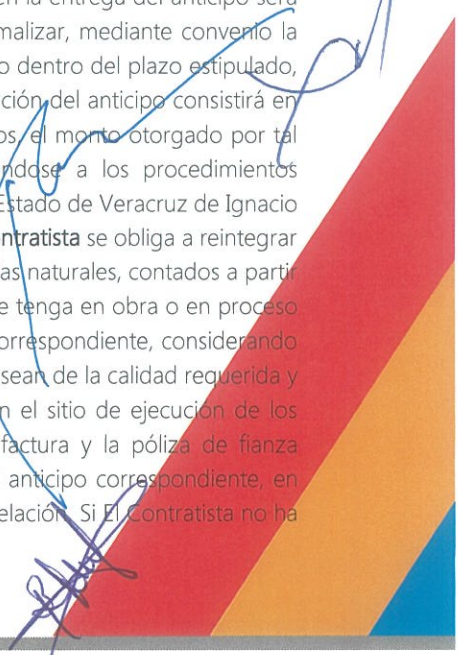 en la entrega del anticipo será
malizar, mediante convenio la
o dentro del plazo estipulado,
ción del anticipo consistirá en
os, el monto otorgado por tal
ndose a los procedimientos
Estado de Veracruz de Ignacio
ntratista se obliga a reintegrar
as naturales, contados a partir
e tenga en obra o en proceso
orrespondiente, considerando
sean de la calidad requerida y
n el sitio de ejecución de los
factura y la póliza de fianza
anticipo correspondiente, en
elación. Si El Contratista no ha